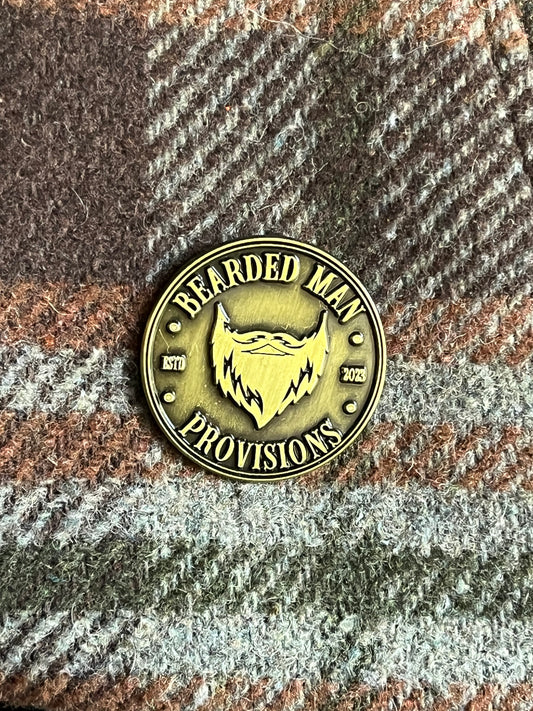 BEARDED MAN
ESTD
2023
PROVISIONS